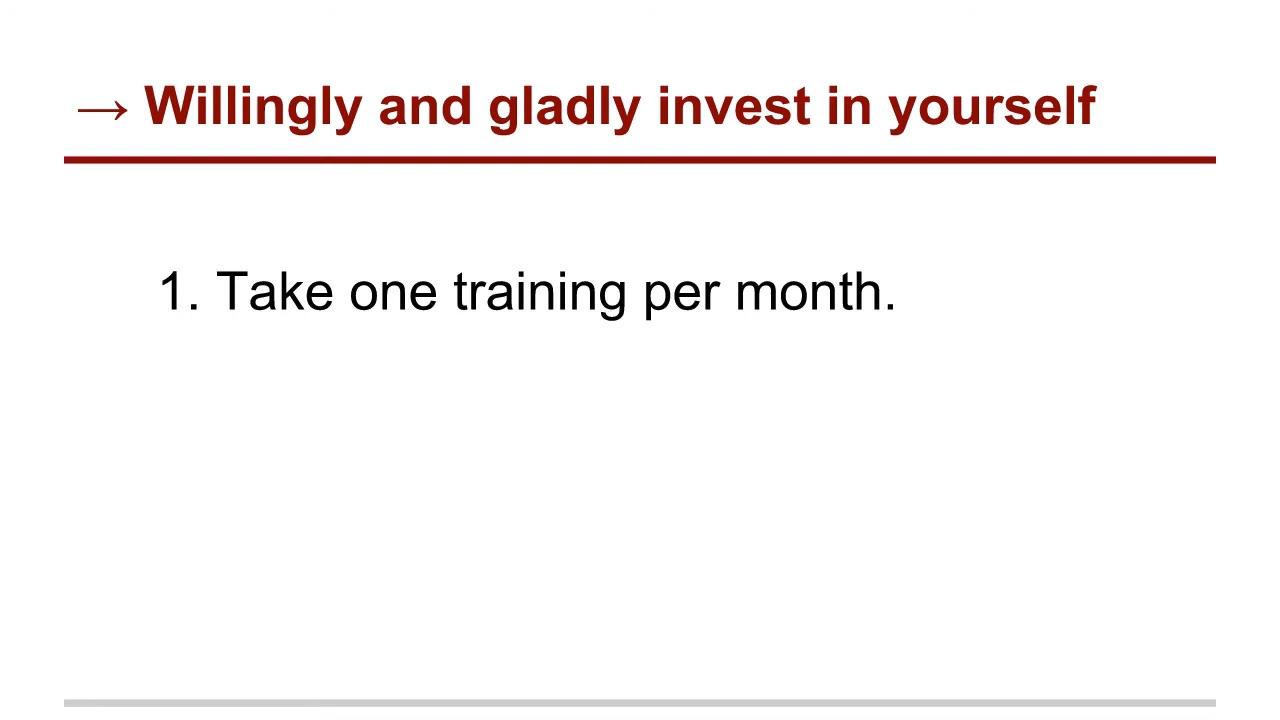 → Willingly and gladly invest in yourself
1. Take one training per month.